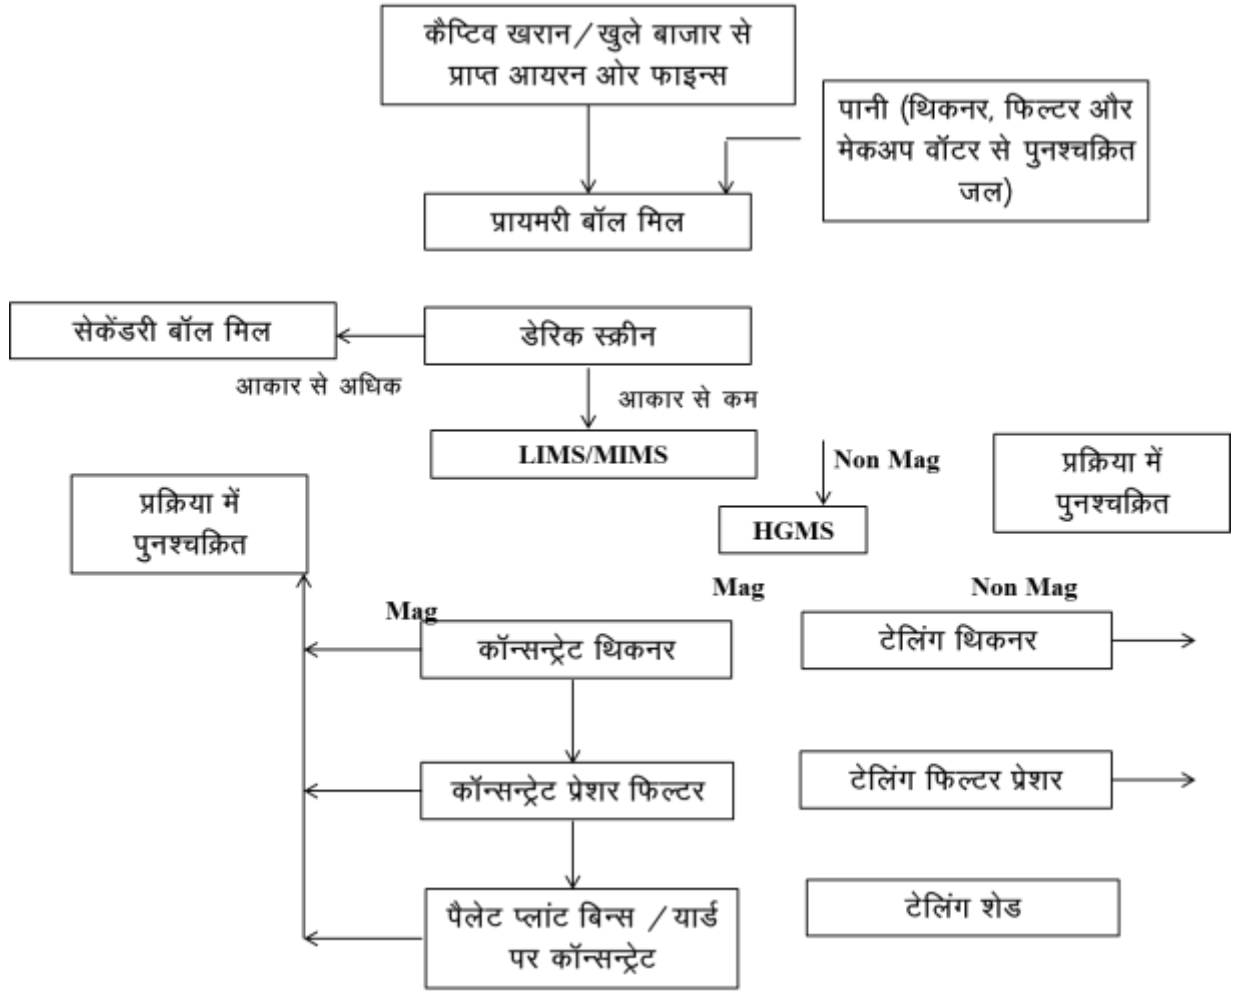 कैप्टिव खरान/खुले बाजार से
प्राप्त आयरन ओर फाइन्स
पानी (थिकनर, फिल्टर और
मेकअप वॉटर से पुनश्चक्रित
जल)
प्रायमरी बॉल मिल
सेकेंडरी बॉल मिल
डेरिक स्क्रीन
आकार से अधिक
आकार से कम
LIMS/MIMS
Non Mag
प्रक्रिया में
पुनश्चक्रित
प्रक्रिया में
पुनश्चक्रित
HGMS
Mag
Non Mag
Mag
कॉन्सन्ट्रेट थिकनर
टेलिंग थिकनर
कॉन्सन्ट्रेट प्रेशर फिल्टर
टेलिंग फिल्टर प्रेशर
पैलेट प्लांट बिन्स /यार्ड
पर कॉन्सन्ट्रेट
टेलिंग शेड